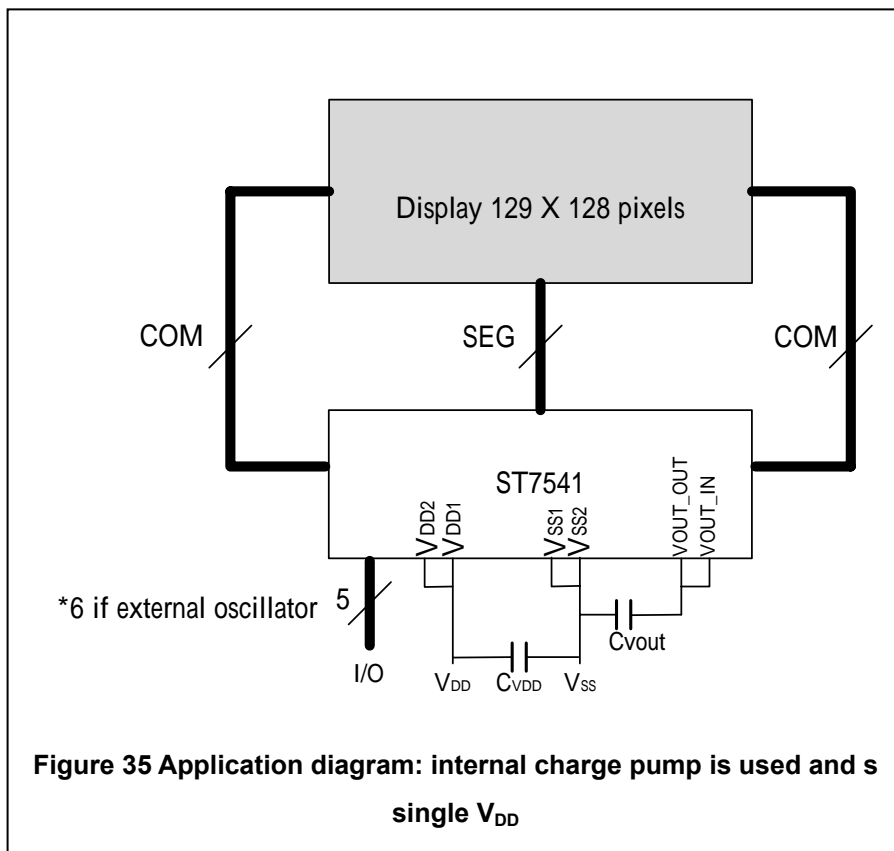 Display 129 X 128 pixels
COM
SEG
COM
ST7541
VDD2
VDD1
VSS1
VSS2
VOUT_OUT
VOUT_IN
*6 if external oscillator
5
Cvout
I/O
VDD
CVDD
VSS
Figure 35 Application diagram: internal charge pump is used and s
single VDD